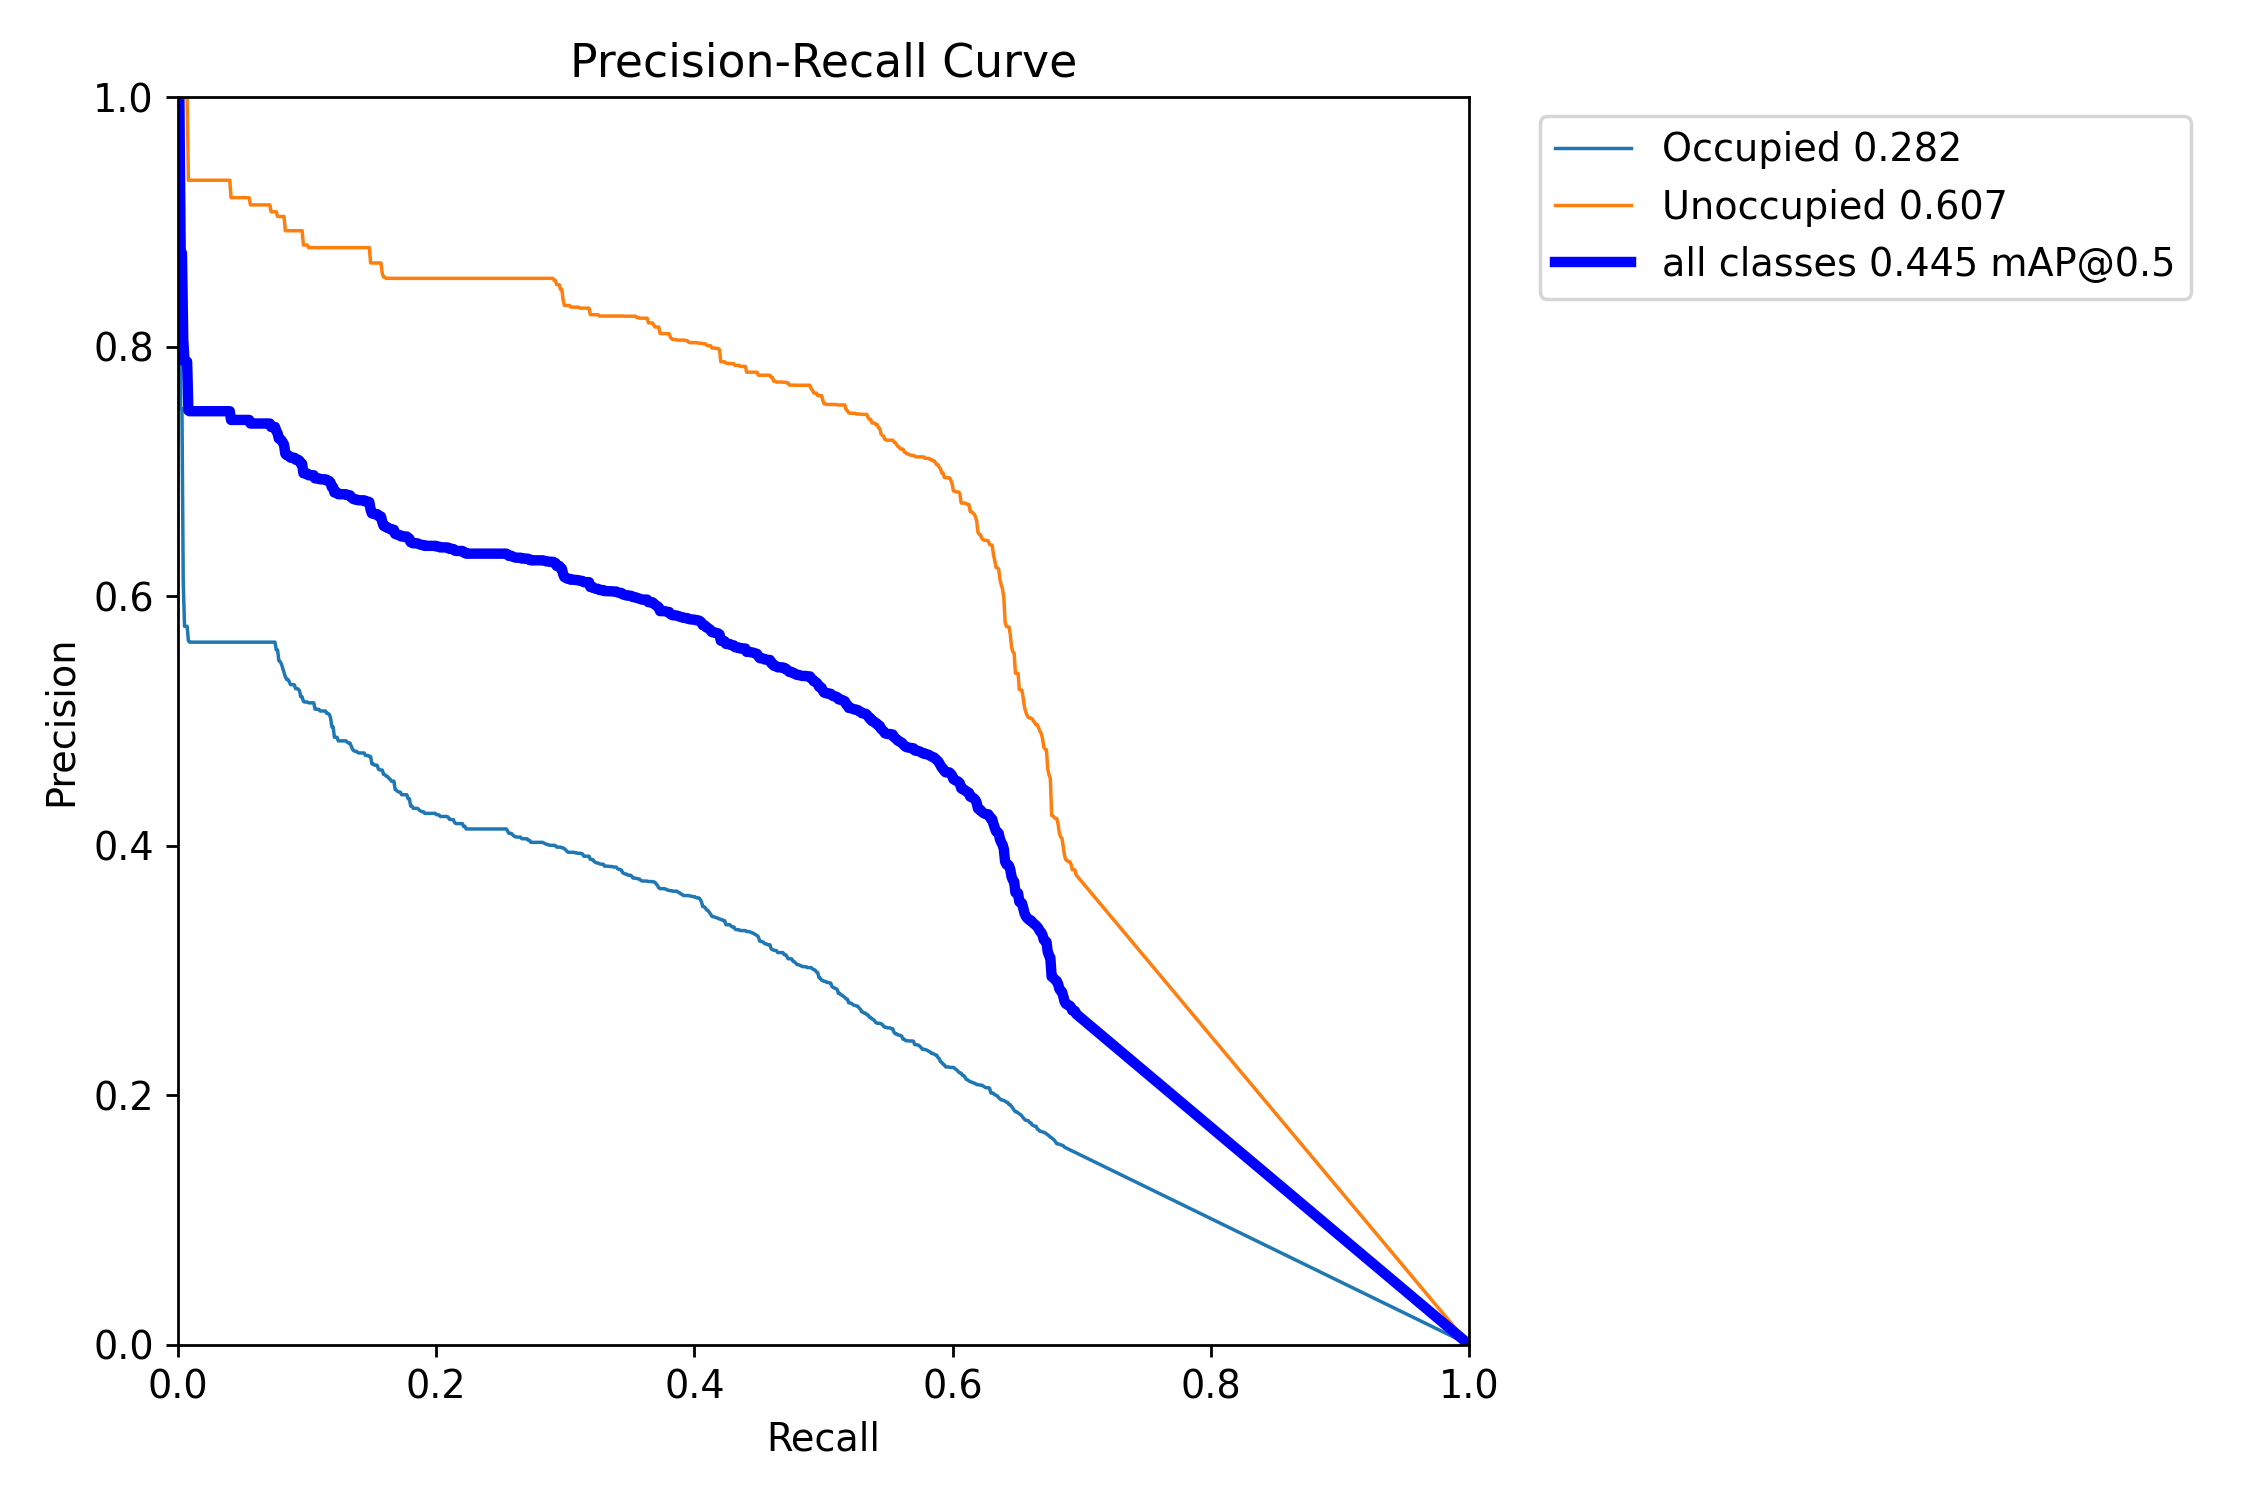 Precision-Recall Curve
1.0
0.8
0.6
0.4
0.2
0.0
Precision
0.0 0.2 0.4 0.6 0.8 1.0
Recall
Occupied 0.282
Unoccupied 0.607
all classes 0.445 mAP@0.5